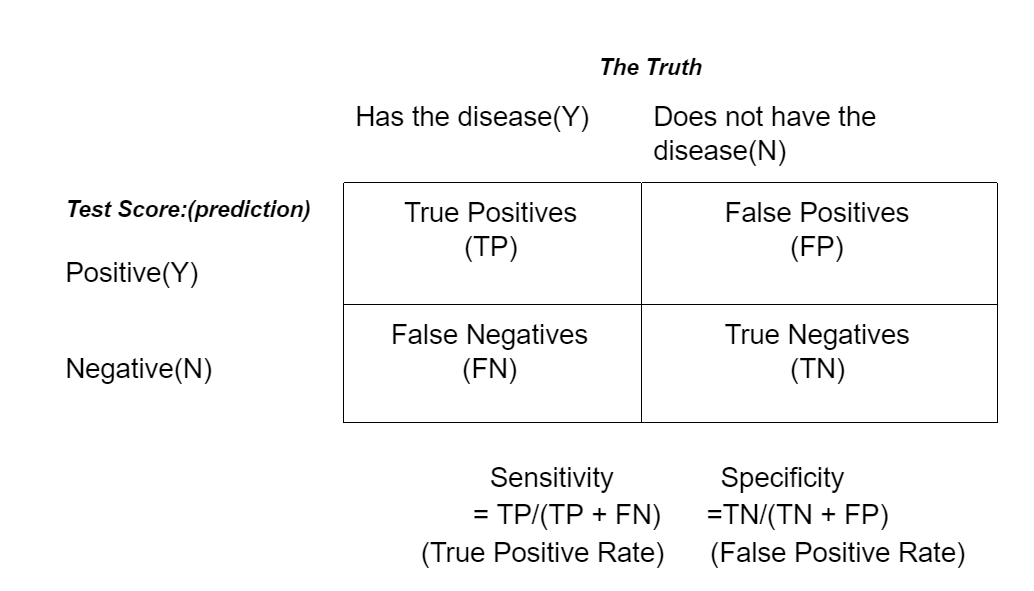 The Truth
Has the disease(Y)
Does not have the
disease(N)
Test Score:(prediction)
True Positives
(TP)
False Positives
(FP)
Positive(Y)
False Negatives
(FN)
True Negatives
(TN)
Negative(N)
Sensitivity
= TP/(TP + FN)
(True Positive Rate)
Specificity
=TN/(TN + FP)
(False Positive Rate)